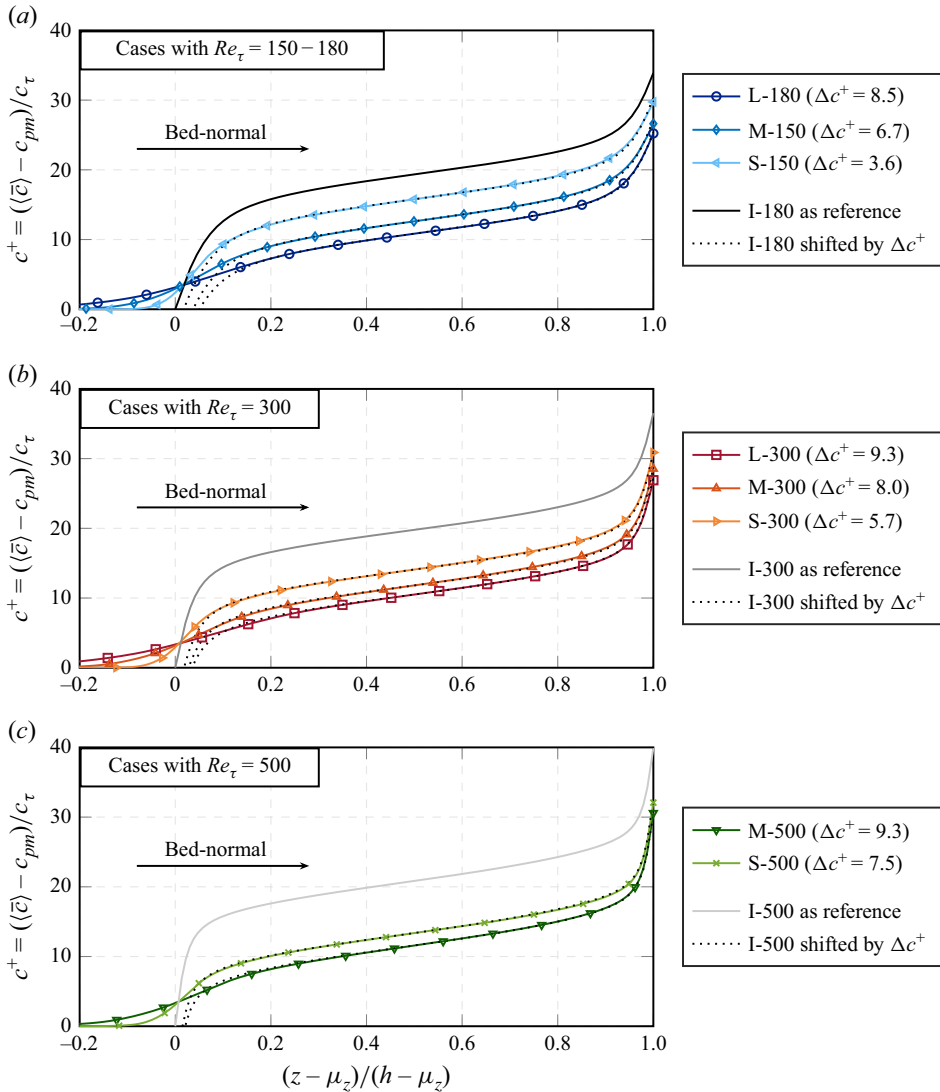 (a)
40
30
20
10
0
c⁺ = (⟨c̄⟩ − c_pm)/c_τ
Cases with Re_τ = 150 – 180
Bed-normal
–0.2
0
0.2
0.4
0.6
0.8
1.0
L-180 (Δc⁺ = 8.5)
M-150 (Δc⁺ = 6.7)
S-150 (Δc⁺ = 3.6)
I-180 as reference
I-180 shifted by Δc⁺
(b)
40
30
20
10
0
c⁺ = (⟨c̄⟩ − c_pm)/c_τ
Cases with Re_τ = 300
Bed-normal
–0.2
0
0.2
0.4
0.6
0.8
1.0
L-300 (Δc⁺ = 9.3)
M-300 (Δc⁺ = 8.0)
S-300 (Δc⁺ = 5.7)
I-300 as reference
I-300 shifted by Δc⁺
(c)
40
30
20
10
0
c⁺ = (⟨c̄⟩ − c_pm)/c_τ
Cases with Re_τ = 500
Bed-normal
–0.2
0
0.2
0.4
0.6
0.8
1.0
(z − μ_z)/(h − μ_z)
M-500 (Δc⁺ = 9.3)
S-500 (Δc⁺ = 7.5)
I-500 as reference
I-500 shifted by Δc⁺